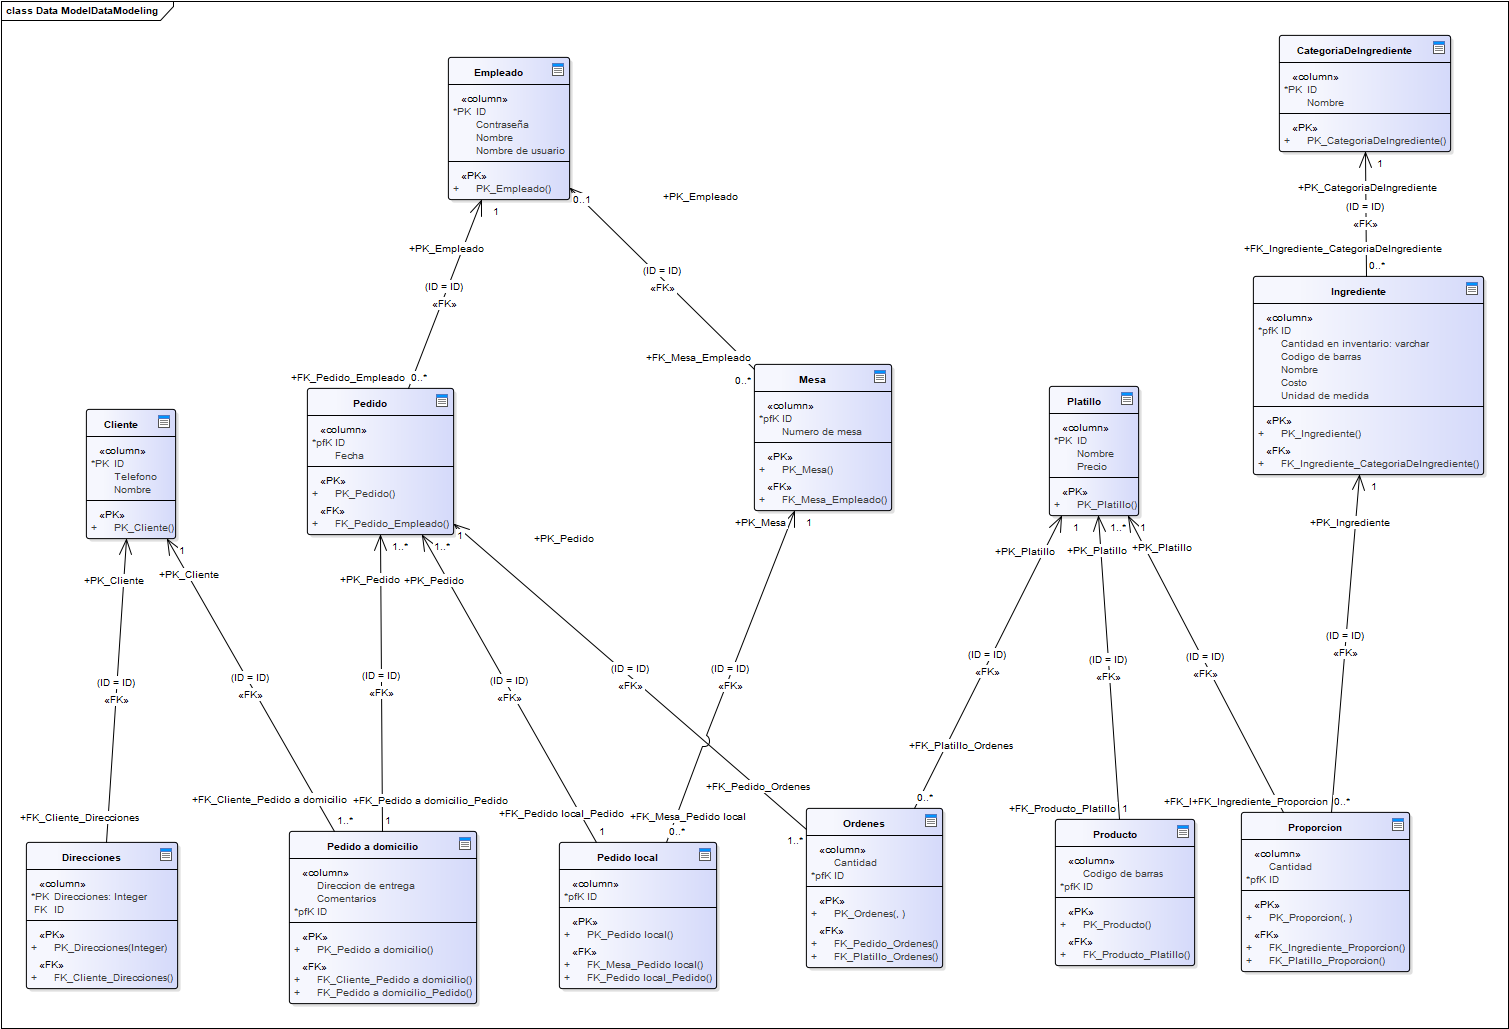 class Data ModelDataModeling
Empleado
«column»
*PK ID
Contraseña
Nombre
Nombre de usuario
«PK»
+ PK_Empleado()
CategoriaDeIngrediente
«column»
*PK ID
Nombre
«PK»
+ PK_CategoriaDeIngrediente()
1
+PK_CategoriaDeIngrediente
(ID = ID)
«FK»
+FK_Ingrediente_CategoriaDeIngrediente
0..*
1
+PK_Empleado
(ID = ID)
«FK»
+FK_Pedido_Empleado 0..*
0..1
+PK_Empleado
(ID = ID)
«FK»
+FK_Mesa_Empleado
0..*
Ingrediente
«column»
*pfK ID
Cantidad en inventario: varchar
Codigo de barras
Nombre
Costo
Unidad de medida
«PK»
+ PK_Ingrediente()
«FK»
+ FK_Ingrediente_CategoriaDeIngrediente()
Cliente
«column»
*PK ID
Telefono
Nombre
«PK»
+ PK_Cliente()
Pedido
«column»
*pfK ID
Fecha
«PK»
+ PK_Pedido()
«FK»
+ FK_Pedido_Empleado()
Mesa
«column»
*pfK ID
Numero de mesa
«PK»
+ PK_Mesa()
«FK»
+ FK_Mesa_Empleado()
Platillo
«column»
*PK ID
Nombre
Precio
«PK»
+ PK_Platillo()
+PK_Cliente
(ID = ID)
«FK»
+FK_Cliente_Direcciones
1
+PK_Cliente
(ID = ID)
«FK»
+FK_Cliente_Pedido a domicilio
1..*
1..*
+PK_Pedido
(ID = ID)
«FK»
+FK_Pedido a domicilio_Pedido
1
1..*
+PK_Pedido
(ID = ID)
«FK»
+FK_Pedido local_Pedido
1
1
+PK_Pedido
(ID = ID)
«FK»
+FK_Pedido_Ordenes
1..*
+PK_Mesa 1
(ID = ID)
«FK»
+FK_Mesa_Pedido local
0..*
1
+PK_Platillo
(ID = ID)
«FK»
+FK_Platillo_Ordenes
0..*
1..*
+PK_Platillo
(ID = ID)
«FK»
+FK_Producto_Platillo 1
1
+PK_Platillo
(ID = ID)
«FK»
1
+PK_Ingrediente
(ID = ID)
«FK»
+FK_I+FK_Ingrediente_Proporcion 0..*
Direcciones
«column»
*PK Direcciones: Integer
FK ID
«PK»
+ PK_Direcciones(Integer)
«FK»
+ FK_Cliente_Direcciones()
Pedido a domicilio
«column»
Direccion de entrega
Comentarios
*pfK ID
«PK»
+ PK_Pedido a domicilio()
«FK»
+ FK_Cliente_Pedido a domicilio()
+ FK_Pedido a domicilio_Pedido()
Pedido local
«column»
*pfK ID
«PK»
+ PK_Pedido local()
«FK»
+ FK_Mesa_Pedido local()
+ FK_Pedido local_Pedido()
Ordenes
«column»
Cantidad
*pfK ID
«PK»
+ PK_Ordenes(, )
«FK»
+ FK_Pedido_Ordenes()
+ FK_Platillo_Ordenes()
Producto
«column»
Codigo de barras
*pfK ID
«PK»
+ PK_Producto()
«FK»
+ FK_Producto_Platillo()
Proporcion
«column»
Cantidad
*pfK ID
«PK»
+ PK_Proporcion(, )
«FK»
+ FK_Ingrediente_Proporcion()
+ FK_Platillo_Proporcion()